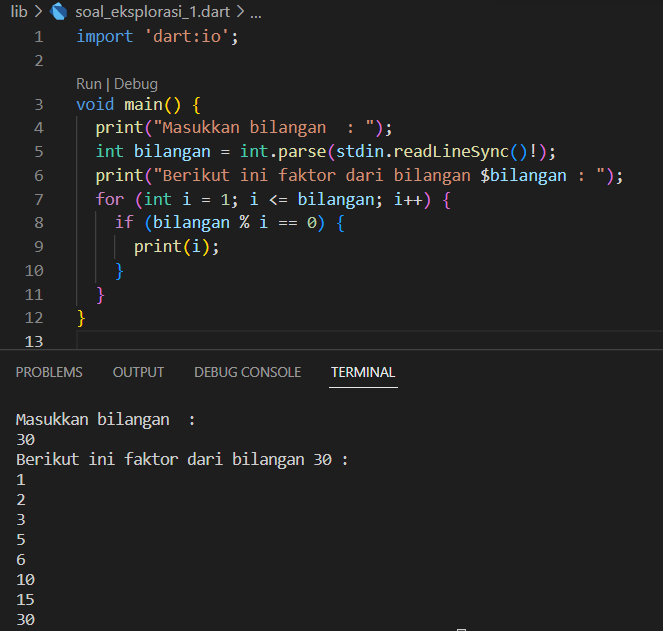 lib > soal_eksplorasi_1.dart > ...
1 import 'dart:io';
2
Run | Debug
3 void main() {
4   print("Masukkan bilangan  : ");
5   int bilangan = int.parse(stdin.readLineSync()!);
6   print("Berikut ini faktor dari bilangan $bilangan : ");
7   for (int i = 1; i <= bilangan; i++) {
8     if (bilangan % i == 0) {
9       print(i);
10     }
11   }
12 }
13
PROBLEMS OUTPUT DEBUG CONSOLE TERMINAL
Masukkan bilangan  :
30
Berikut ini faktor dari bilangan 30 :
1
2
3
5
6
10
15
30